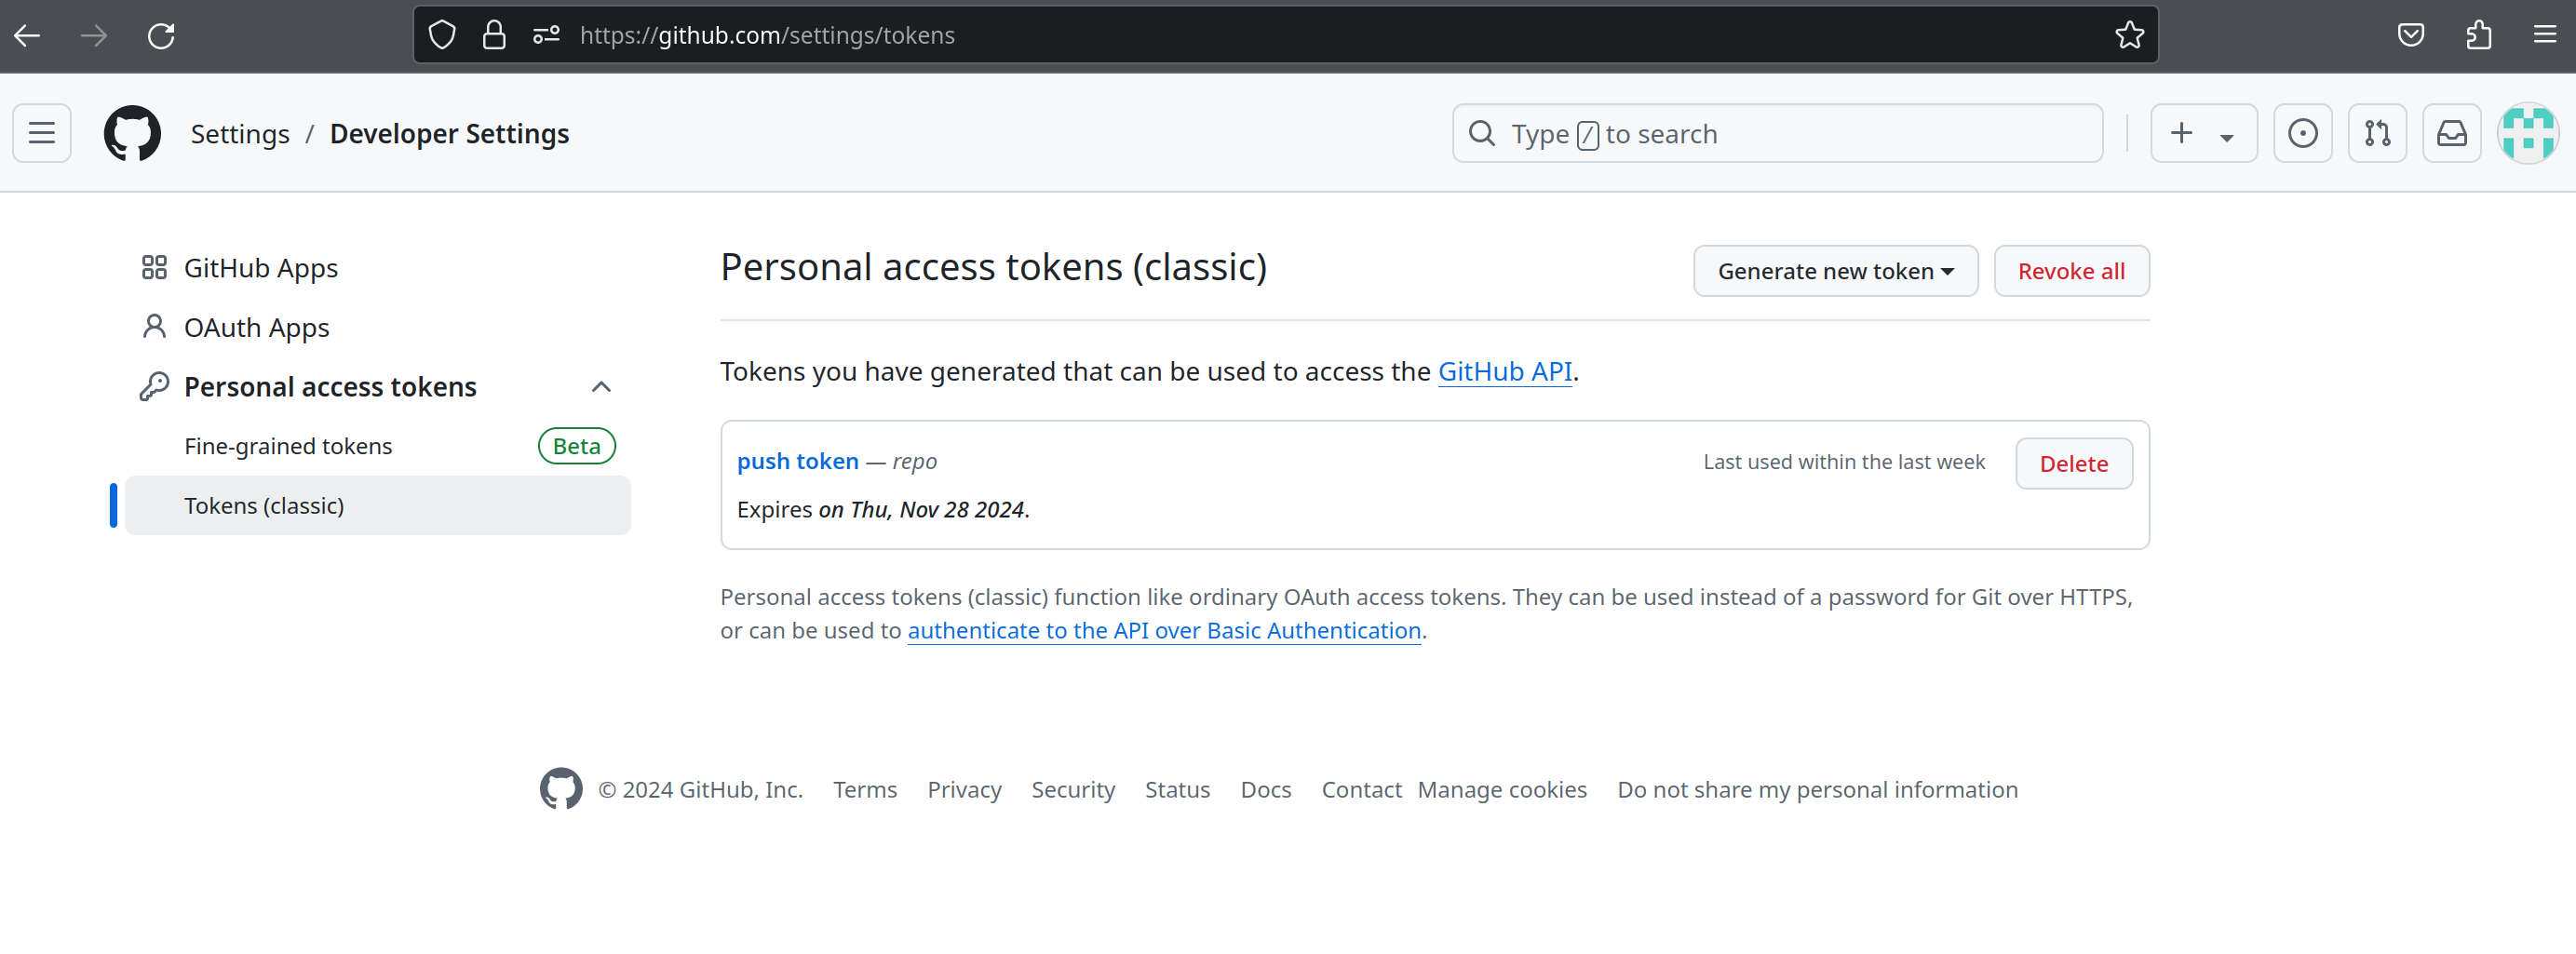 https://github.com/settings/tokens
Settings / Developer Settings
Type / to search
GitHub Apps
OAuth Apps
Personal access tokens
Fine-grained tokens Beta
Tokens (classic)
Personal access tokens (classic)
Generate new token
Revoke all
Tokens you have generated that can be used to access the GitHub API.
push token — repo
Last used within the last week
Delete
Expires on Thu, Nov 28 2024.
Personal access tokens (classic) function like ordinary OAuth access tokens. They can be used instead of a password for Git over HTTPS,
or can be used to authenticate to the API over Basic Authentication.
© 2024 GitHub, Inc. Terms Privacy Security Status Docs Contact Manage cookies Do not share my personal information